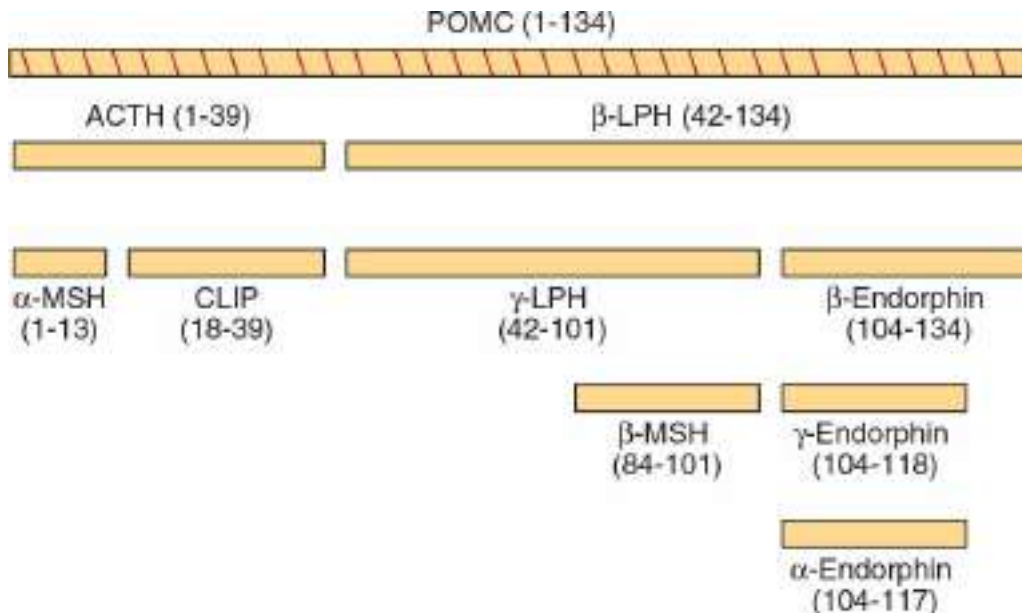 POMC (1-134)
ACTH (1-39) β-LPH (42-134)
α-MSH CLIP γ-LPH β-Endorphin
(1-13) (18-39) (42-101) (104-134)
β-MSH γ-Endorphin
(84-101) (104-118)
α-Endorphin
(104-117)